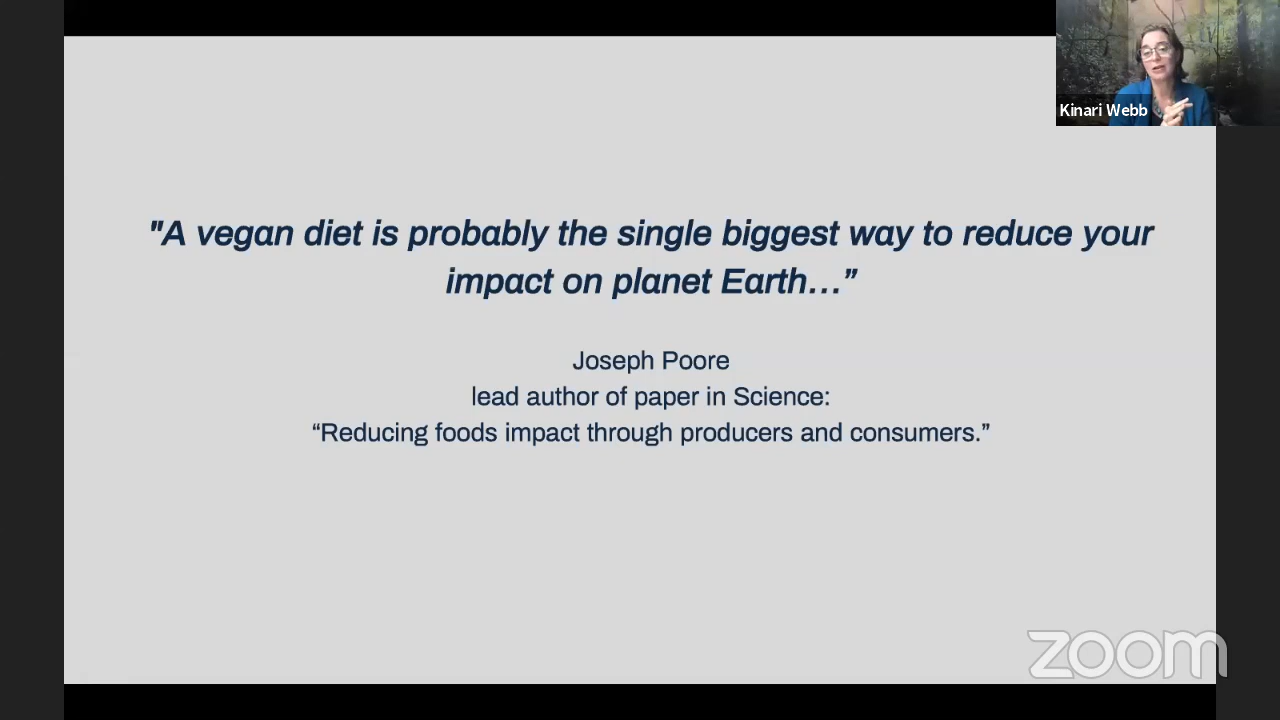 Kinari Webb
"A vegan diet is probably the single biggest way to reduce your
impact on planet Earth…”
Joseph Poore
lead author of paper in Science:
“Reducing foods impact through producers and consumers.”
zoom